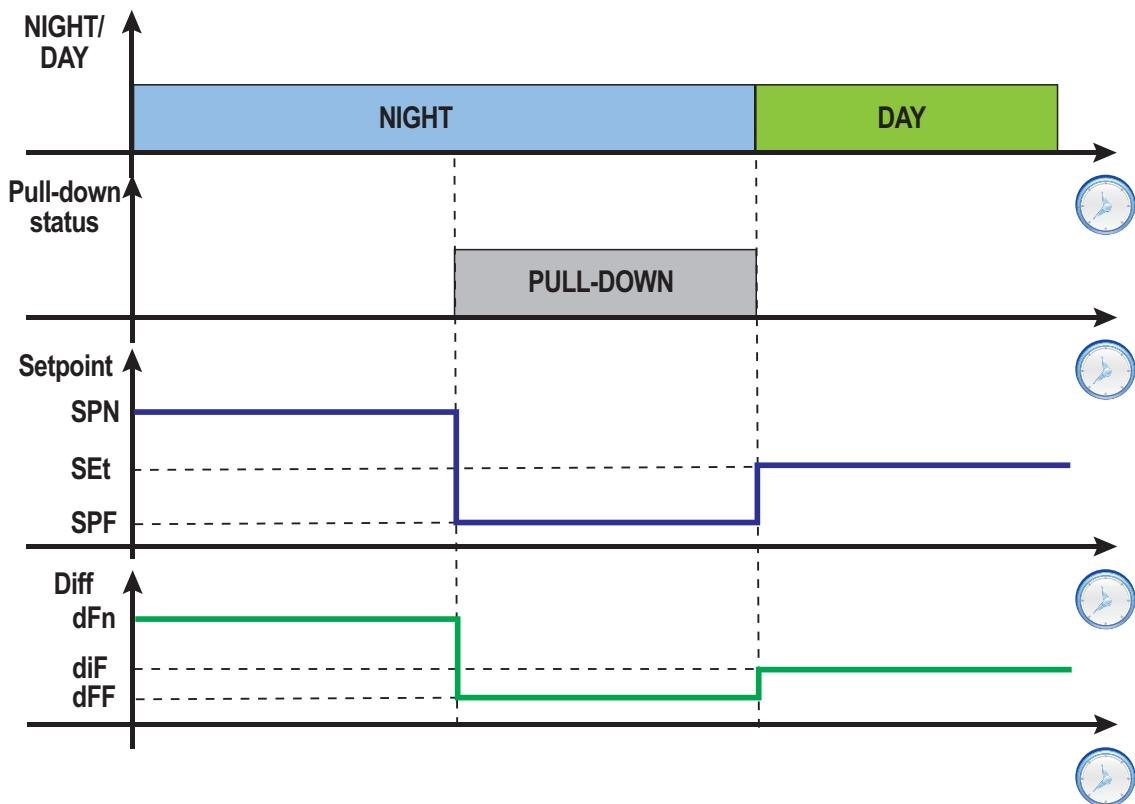 NIGHT/
DAY
NIGHT
DAY
Pull-down
status
PULL-DOWN
Setpoint
SPN
SEt
SPF
Diff
dFn
diF
dFF